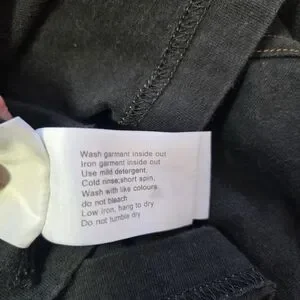 Wash garment inside out
Iron garment inside out
Use mild detergent.
Cold rinse;short spin.
Wash with like colours
do not bleach
Low iron, hang to dry
Do not tumble dry